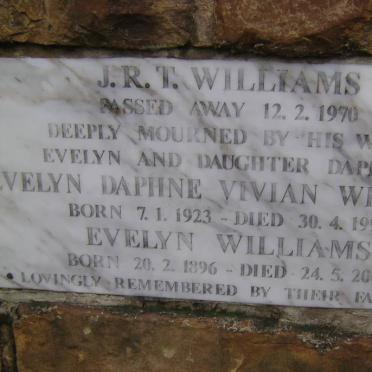 J.R.T. WILLIAMS
PASSED AWAY 12.2.1970
DEEPLY MOURNED BY HIS
EVELYN AND DAUGHTER
DAPHNE VIVIAN
BORN 7.1.1923 - DIED 30.4.
EVELYN WILLIAMS
BORN 20.2.1896 - DIED 24.5.
• LOVINGLY REMEMBERED BY THEIR